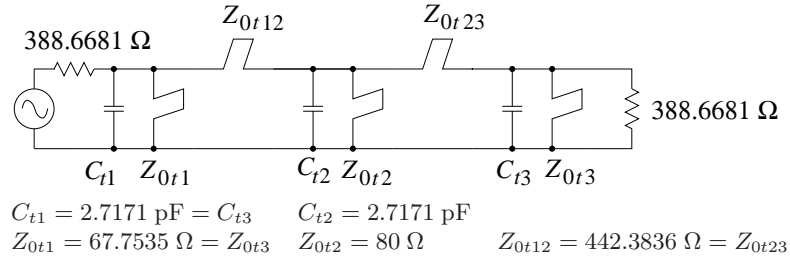 Z0t12 Z0t23
388.6681 Ω
388.6681 Ω
Ct1 Z0t1 Ct2 Z0t2 Ct3 Z0t3
Ct1 = 2.7171 pF = Ct3 Ct2 = 2.7171 pF
Z0t1 = 67.7535 Ω = Z0t3 Z0t2 = 80 Ω Z0t12 = 442.3836 Ω = Z0t23